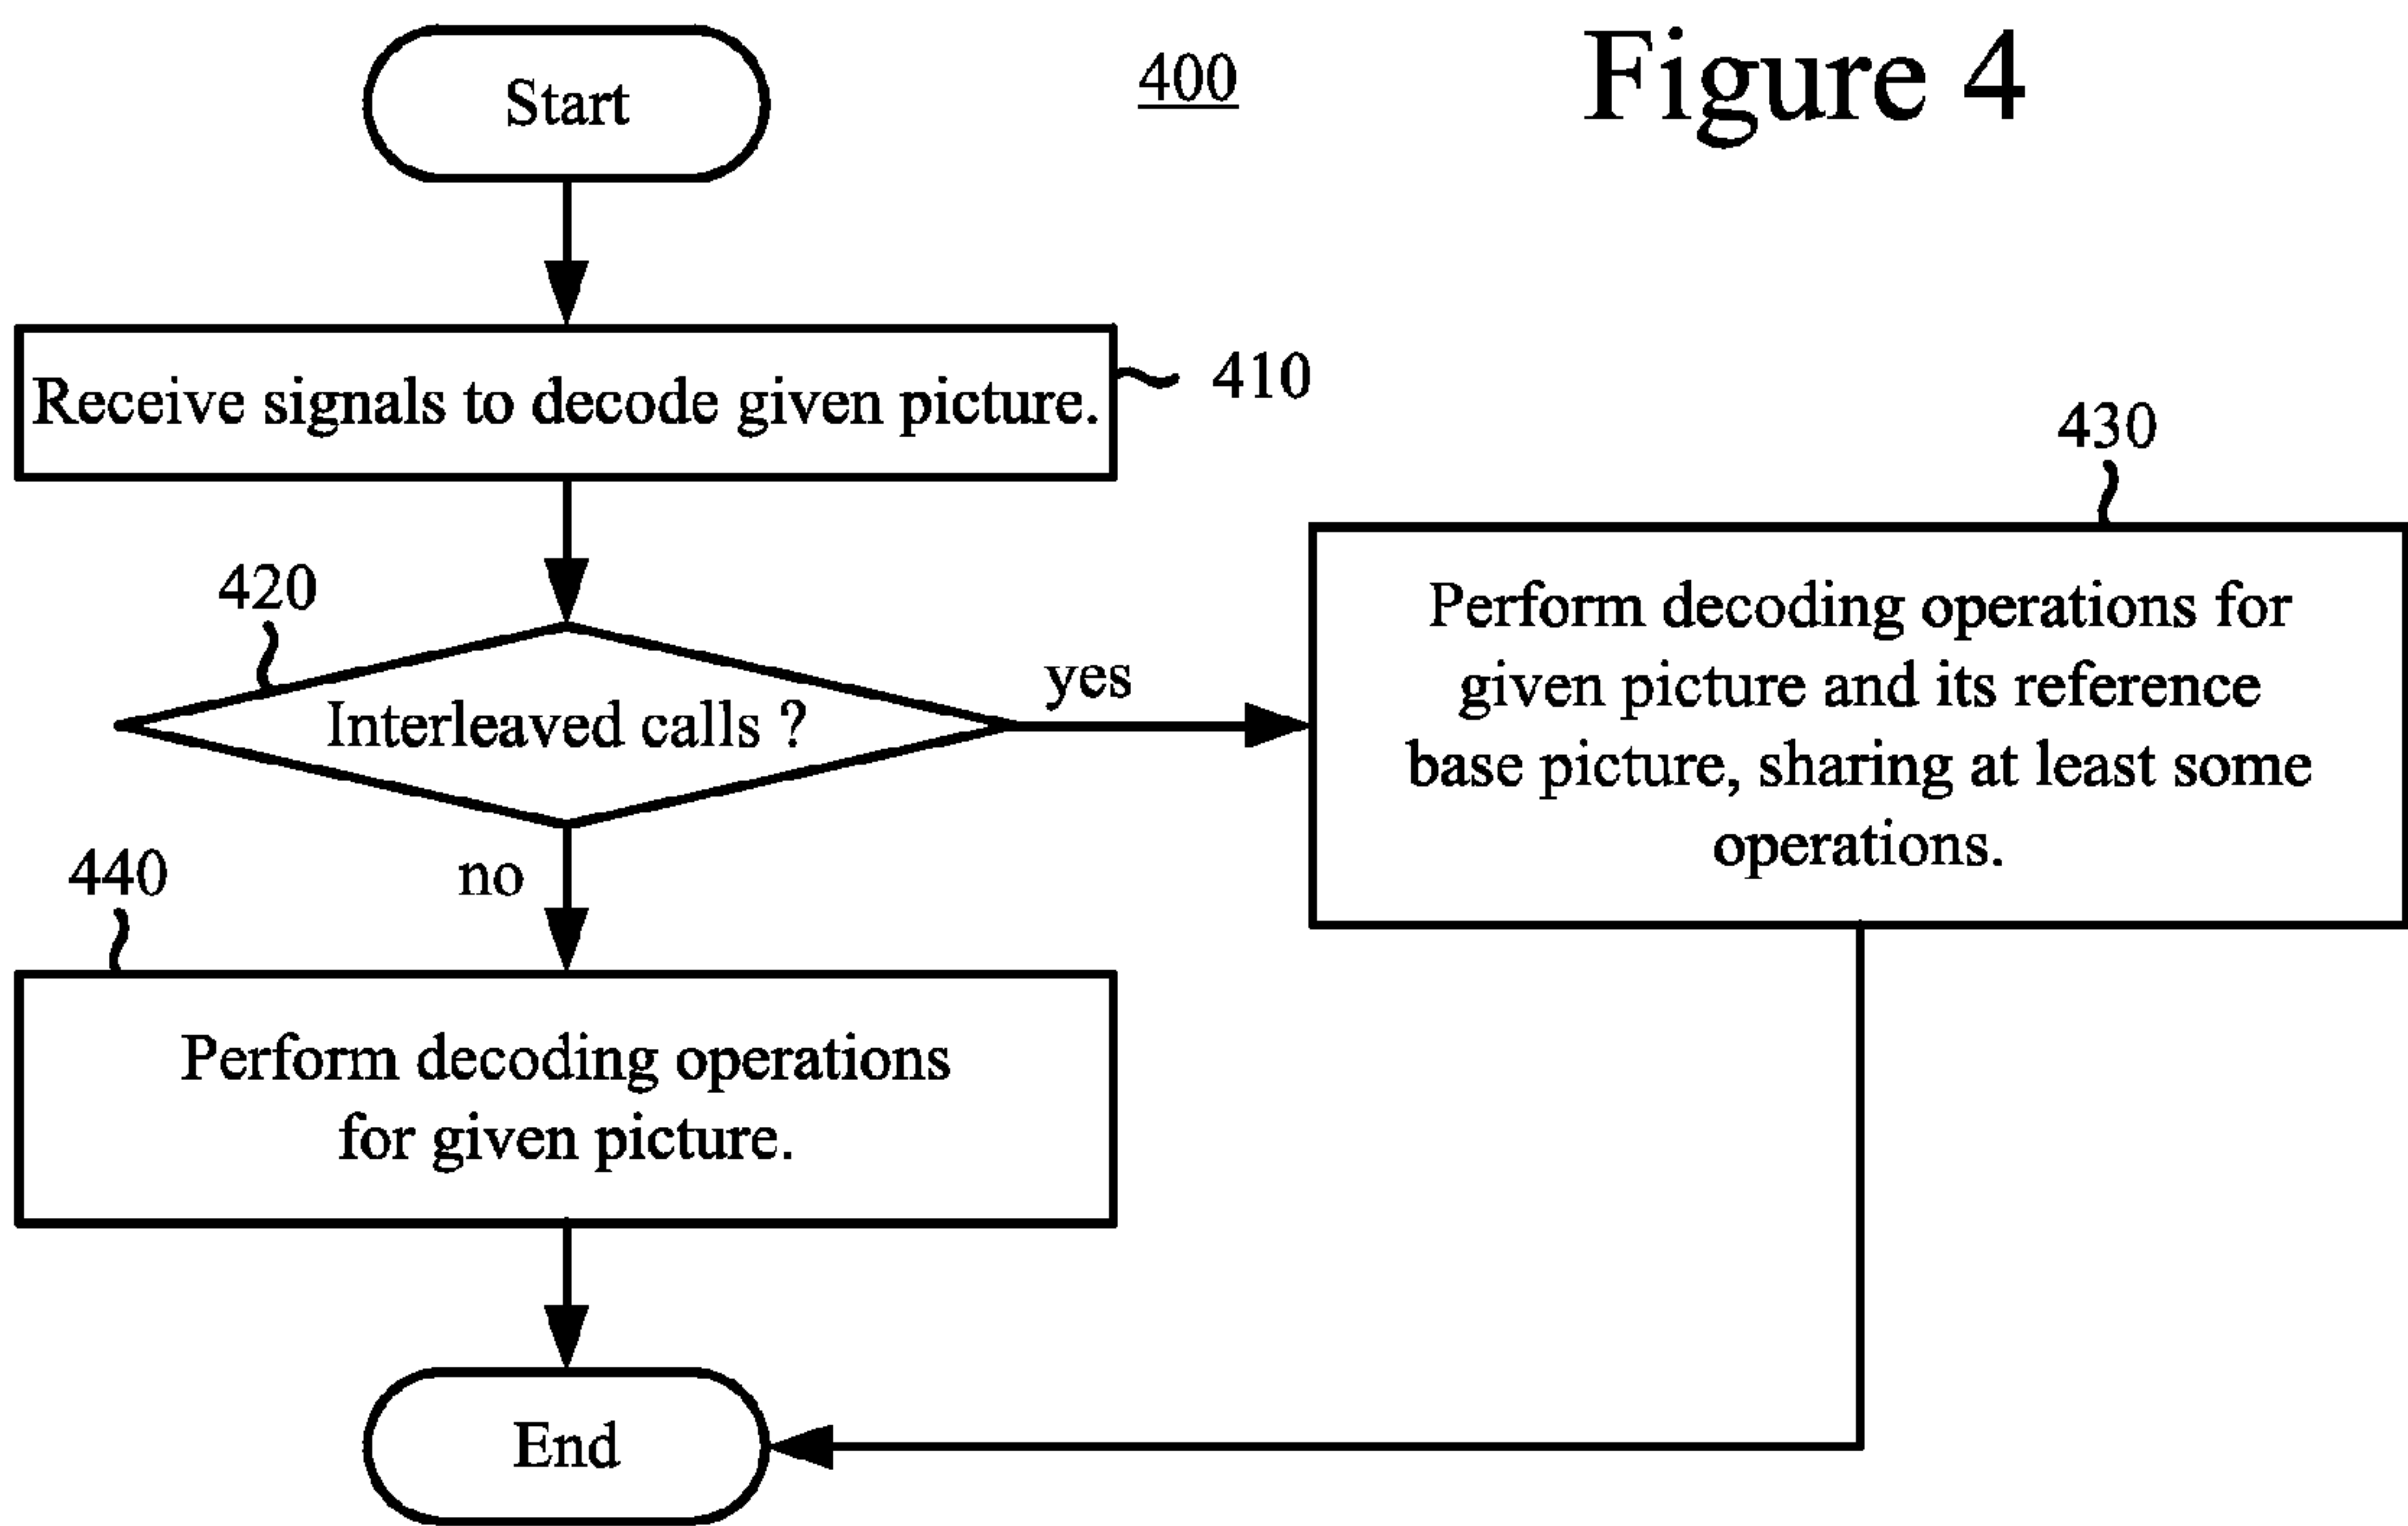 Figure 4
400
Start
Receive signals to decode given picture.
410
420
Interleaved calls ?
yes
430
Perform decoding operations for
given picture and its reference
base picture, sharing at least some
operations.
no
440
Perform decoding operations
for given picture.
End